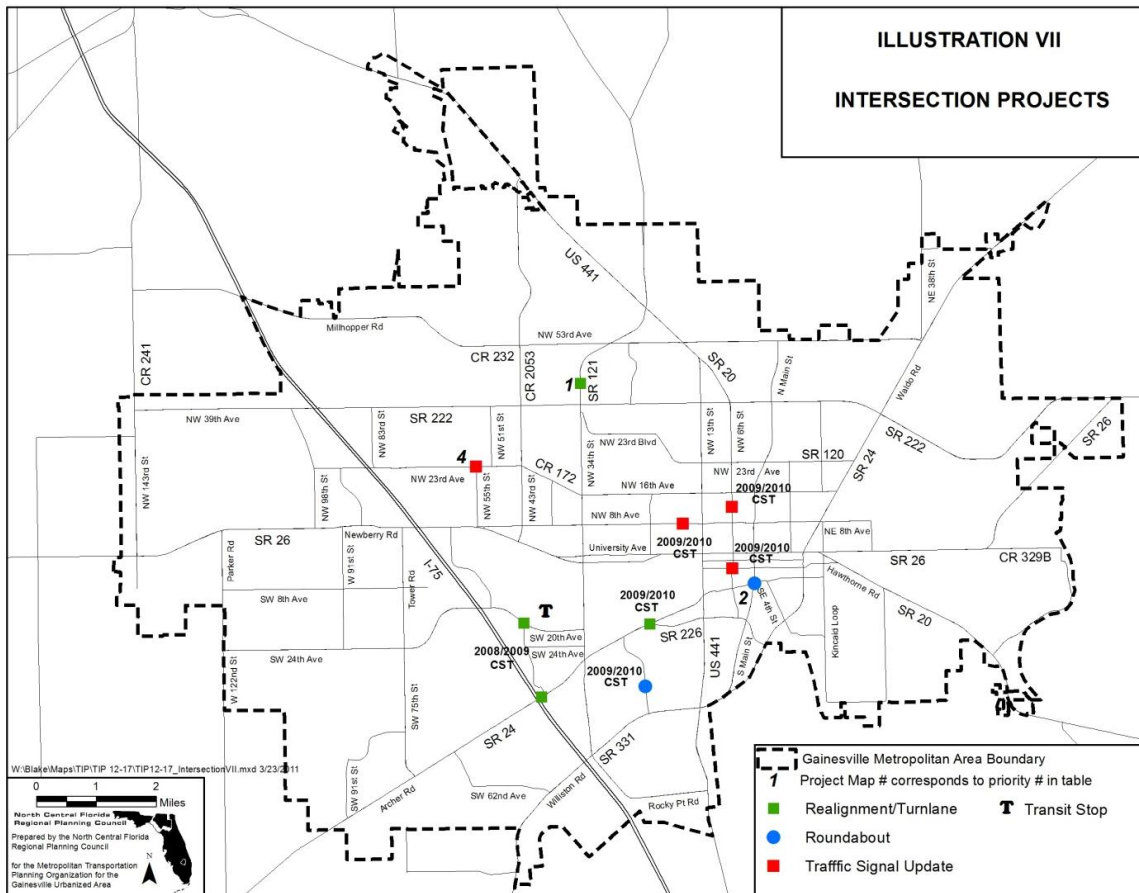 ILLUSTRATION VII
INTERSECTION PROJECTS
US 441
NE 38th St
Millhopper Rd
NW 53rd Ave
CR 232
CR 241
CR 2053
SR 121
SR 20
N Main St
Waldo Rd
1
NW 39th Ave
SR 222
NW 83rd St
NW 51st St
NW 34th St
NW 13th St
NW 6th St
NW 23rd Blvd
SR 120
SR 24
SR 222
SR 26
NW 143rd St
4
NW 23rd Ave
CR 172
NW 23rd Ave
NW 98th St
NW 55th St
NW 43rd St
NW 16th Ave
2009/2010
CST
NW 8th Ave
2009/2010
CST
NE 8th Ave
SR 26
Newberry Rd
University Ave
2009/2010
CST
SR 26
CR 329B
Parker Rd
W 91st St
Tower Rd
I-75
SW 8th Ave
T
2009/2010
CST
2
SE 4th St
Hawthorne Rd
SR 20
Kincaid Loop
SW 20th Ave
SR 226
SW 24th Ave
SW 24th Ave
2008/2009
CST
2009/2010
CST
US 441
S Main St
W 122nd St
SW 75th St
SR 24
SR 331
SW 91st St
Archer Rd
SW 62nd Ave
Williston Rd
Rocky Pt Rd
W:\Blake\Maps\TIP\TIP 12-17\TIP12-17_IntersectionVII.mxd 3/23/2011
0 1 2
Miles
North Central Florida
Regional Planning Council
Prepared by the North Central Florida
Regional Planning Council
for the Metropolitan Transportation
Planning Organization for the
Gainesville Urbanized Area
N
Gainesville Metropolitan Area Boundary
1 Project Map # corresponds to priority # in table
Realignment/Turnlane T Transit Stop
Roundabout
Trafffic Signal Update